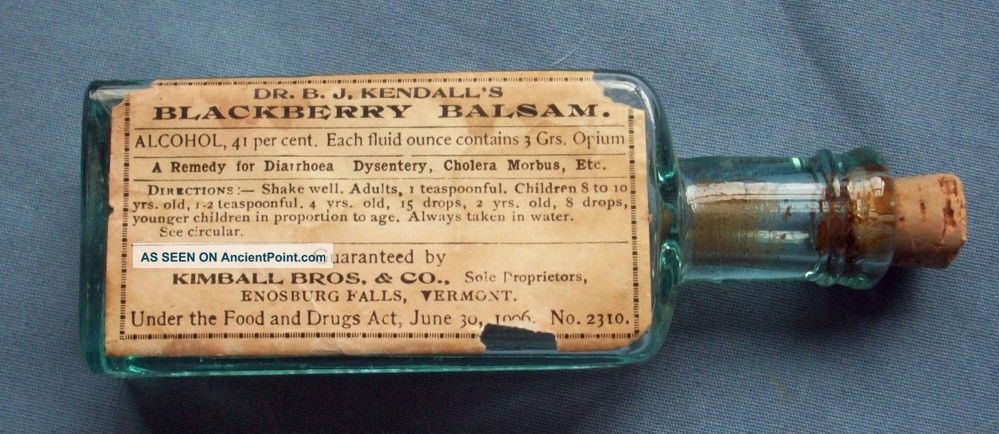 DR. B. J. KENDALL'S
BLACKBERRY BALSAM.
ALCOHOL, 41 per cent. Each fluid ounce contains 3 Grs. Opium
A Remedy for Diarrhoea Dysentery, Cholera Morbus, Etc.
DIRECTIONS:— Shake well. Adults, 1 teaspoonful. Children 8 to 10
yrs. old, 1-2 teaspoonful. 4 yrs. old, 15 drops, 2 yrs. old, 8 drops,
younger children in proportion to age. Always taken in water.
See circular.
AS SEEN ON AncientPoint.com
Guaranteed by
KIMBALL BROS. & CO., Sole Proprietors,
ENOSBURG FALLS, VERMONT.
Under the Food and Drugs Act, June 30, 1906. No. 2310.